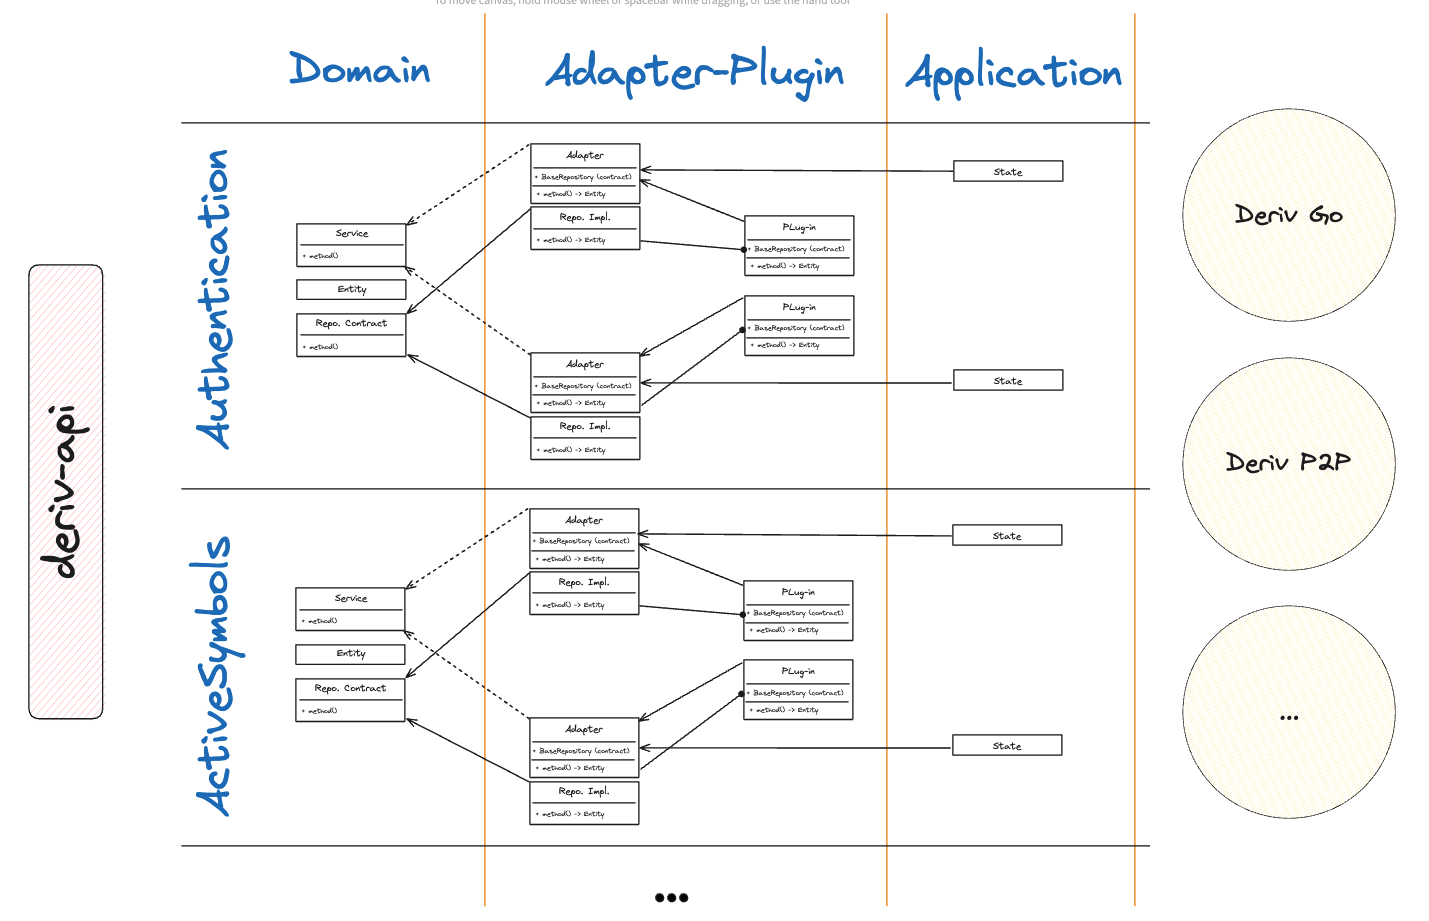 To move canvas, hold mouse wheel or spacebar while dragging, or use the hand tool
Domain
Adapter-Plugin
Application
deriv-api
Authentication
Service
+ method()
Entity
Repo. Contract
+ method()
Adapter
+ BaseRepository (contract)
+ method() -> Entity
Repo. Impl.
+ method() -> Entity
PLug-in
+ BaseRepository (contract)
+ method() -> Entity
State
PLug-in
+ BaseRepository (contract)
+ method() -> Entity
Adapter
+ BaseRepository (contract)
+ method() -> Entity
Repo. Impl.
+ method() -> Entity
State
ActiveSymbols
Service
+ method()
Entity
Repo. Contract
+ method()
Adapter
+ BaseRepository (contract)
+ method() -> Entity
Repo. Impl.
+ method() -> Entity
PLug-in
+ BaseRepository (contract)
+ method() -> Entity
State
PLug-in
+ BaseRepository (contract)
+ method() -> Entity
Adapter
+ BaseRepository (contract)
+ method() -> Entity
Repo. Impl.
+ method() -> Entity
State
Deriv Go
Deriv P2P
...